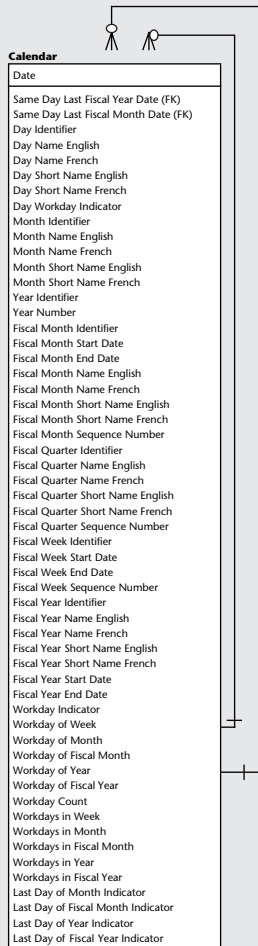 Calendar
Date
Same Day Last Fiscal Year Date (FK)
Same Day Last Fiscal Month Date (FK)
Day Identifier
Day Name English
Day Name French
Day Short Name English
Day Short Name French
Day Workday Indicator
Month Identifier
Month Name English
Month Name French
Month Short Name English
Month Short Name French
Year Identifier
Year Number
Fiscal Month Identifier
Fiscal Month Start Date
Fiscal Month End Date
Fiscal Month Name English
Fiscal Month Name French
Fiscal Month Short Name English
Fiscal Month Short Name French
Fiscal Month Sequence Number
Fiscal Quarter Identifier
Fiscal Quarter Name English
Fiscal Quarter Name French
Fiscal Quarter Short Name English
Fiscal Quarter Short Name French
Fiscal Quarter Sequence Number
Fiscal Week Identifier
Fiscal Week Start Date
Fiscal Week End Date
Fiscal Week Sequence Number
Fiscal Year Identifier
Fiscal Year Name English
Fiscal Year Name French
Fiscal Year Short Name English
Fiscal Year Short Name French
Fiscal Year Start Date
Fiscal Year End Date
Workday Indicator
Workday of Week
Workday of Month
Workday of Fiscal Month
Workday of Year
Workday of Fiscal Year
Workday Count
Workdays in Week
Workdays in Month
Workdays in Fiscal Month
Workdays in Year
Workdays in Fiscal Year
Last Day of Month Indicator
Last Day of Fiscal Month Indicator
Last Day of Year Indicator
Last Day of Fiscal Year Indicator